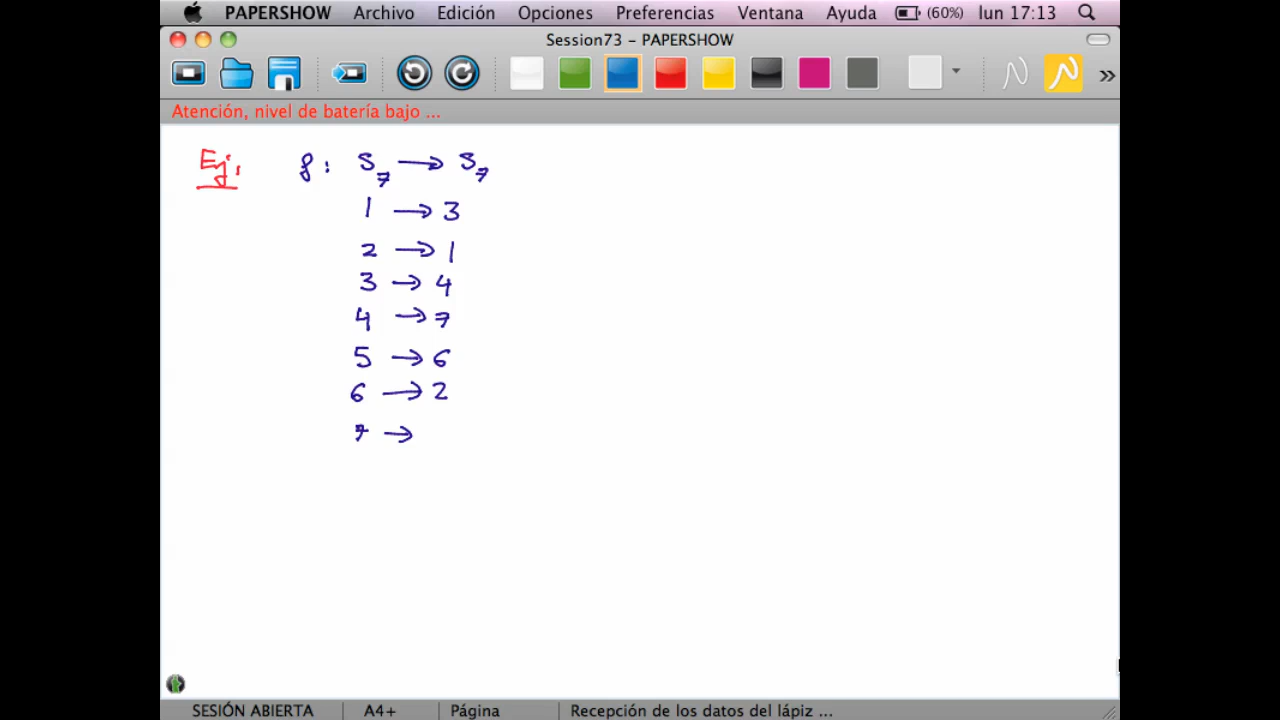 PAPERSHOW Archivo Edición Opciones Preferencias Ventana Ayuda (60%) lun 17:13
Session73 – PAPERSHOW
Atención, nivel de batería bajo ...
Ej: f: S₇ → S₇
1 → 3
2 → 1
3 → 4
4 → 7
5 → 6
6 → 2
7 →
SESIÓN ABIERTA A4+ Página Recepción de los datos del lápiz ...